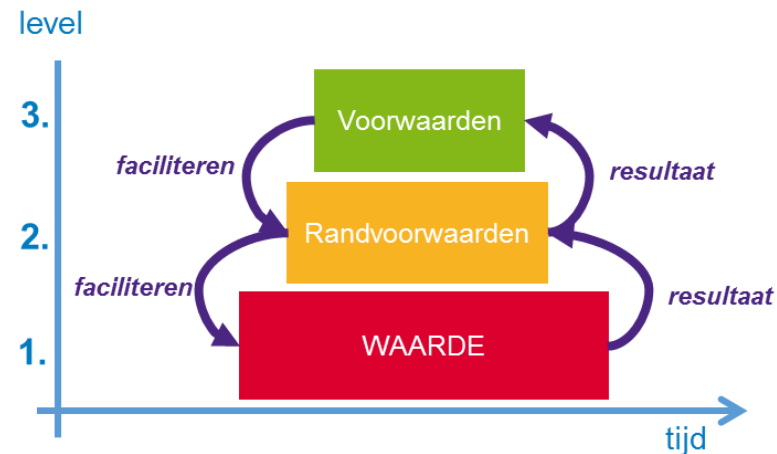 level
3.
Voorwaarden
faciliteren
resultaat
2.
Randvoorwaarden
faciliteren
resultaat
1.
WAARDE
tijd